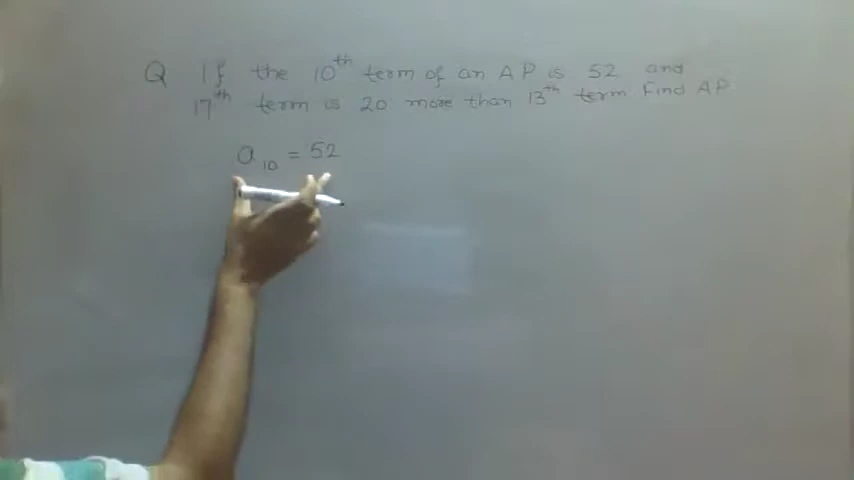 Q If the 10th term of an AP is 52 and
17th term is 20 more than 13th term Find AP
a10 = 52